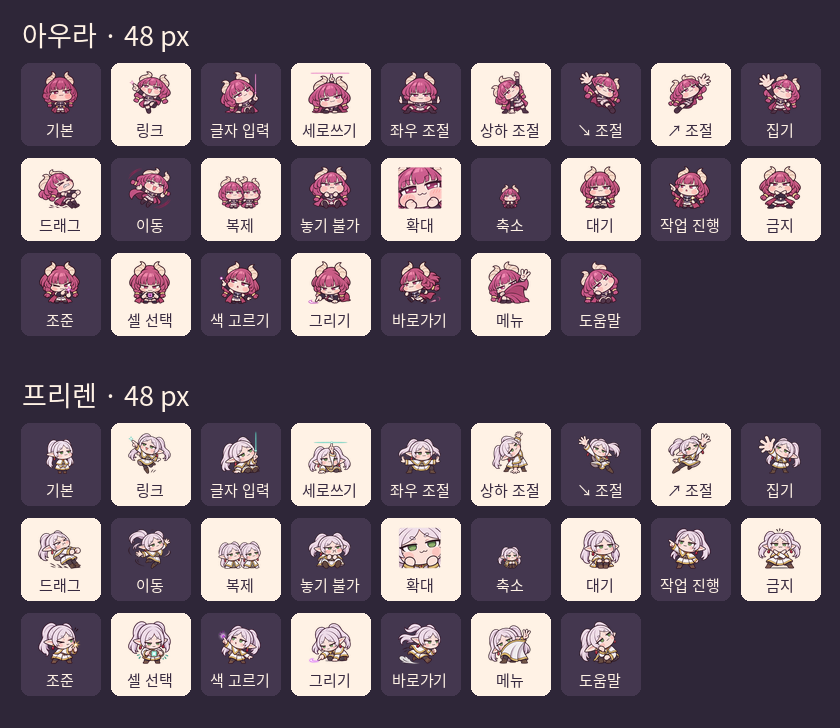 아우라 · 48 px
기본 링크 글자 입력 세로쓰기 좌우 조절 상하 조절 ↘ 조절 ↗ 조절 집기
드래그 이동 복제 놓기 불가 확대 축소 대기 작업 진행 금지
조준 셀 선택 색 고르기 그리기 바로가기 메뉴 도움말
프리렌 · 48 px
기본 링크 글자 입력 세로쓰기 좌우 조절 상하 조절 ↘ 조절 ↗ 조절 집기
드래그 이동 복제 놓기 불가 확대 축소 대기 작업 진행 금지
조준 셀 선택 색 고르기 그리기 바로가기 메뉴 도움말